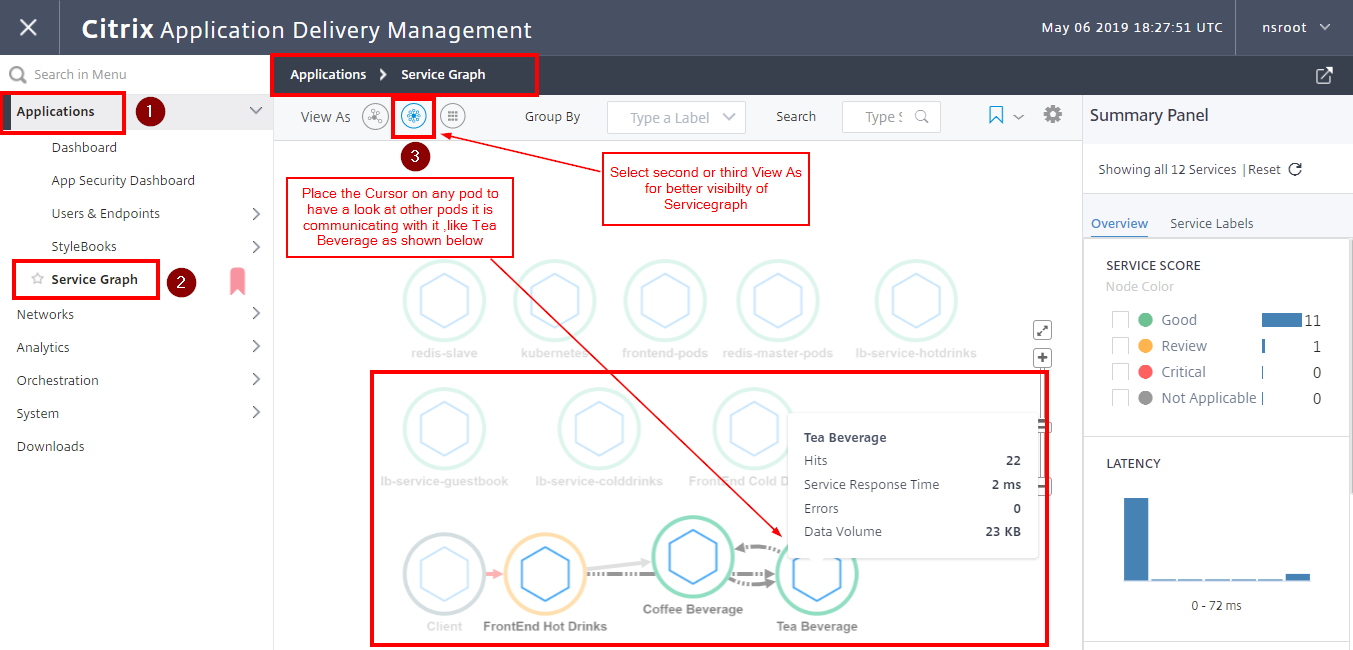 Citrix Application Delivery Management
May 06 2019 18:27:51 UTC
nsroot
Search in Menu
Applications
1
Dashboard
App Security Dashboard
Users & Endpoints
StyleBooks
Service Graph
2
Networks
Analytics
Orchestration
System
Downloads
Applications > Service Graph
View As
Group By
Type a Label
Search
Type S
3
Select second or third View As
for better visibilty of
Servicegraph
Place the Cursor on any pod to
have a look at other pods it is
communicating with it ,like Tea
Beverage as shown below
redis-slave
kubernetes
frontend-pods
redis-master-pods
lb-service-hotdrinks
lb-service-guestbook
lb-service-colddrinks
FrontEnd Cold D
Tea Beverage
Hits 22
Service Response Time 2 ms
Errors 0
Data Volume 23 KB
Client
FrontEnd Hot Drinks
Coffee Beverage
Tea Beverage
Summary Panel
Showing all 12 Services | Reset
Overview
Service Labels
SERVICE SCORE
Node Color
Good 11
Review 1
Critical 0
Not Applicable 0
LATENCY
0 - 72 ms